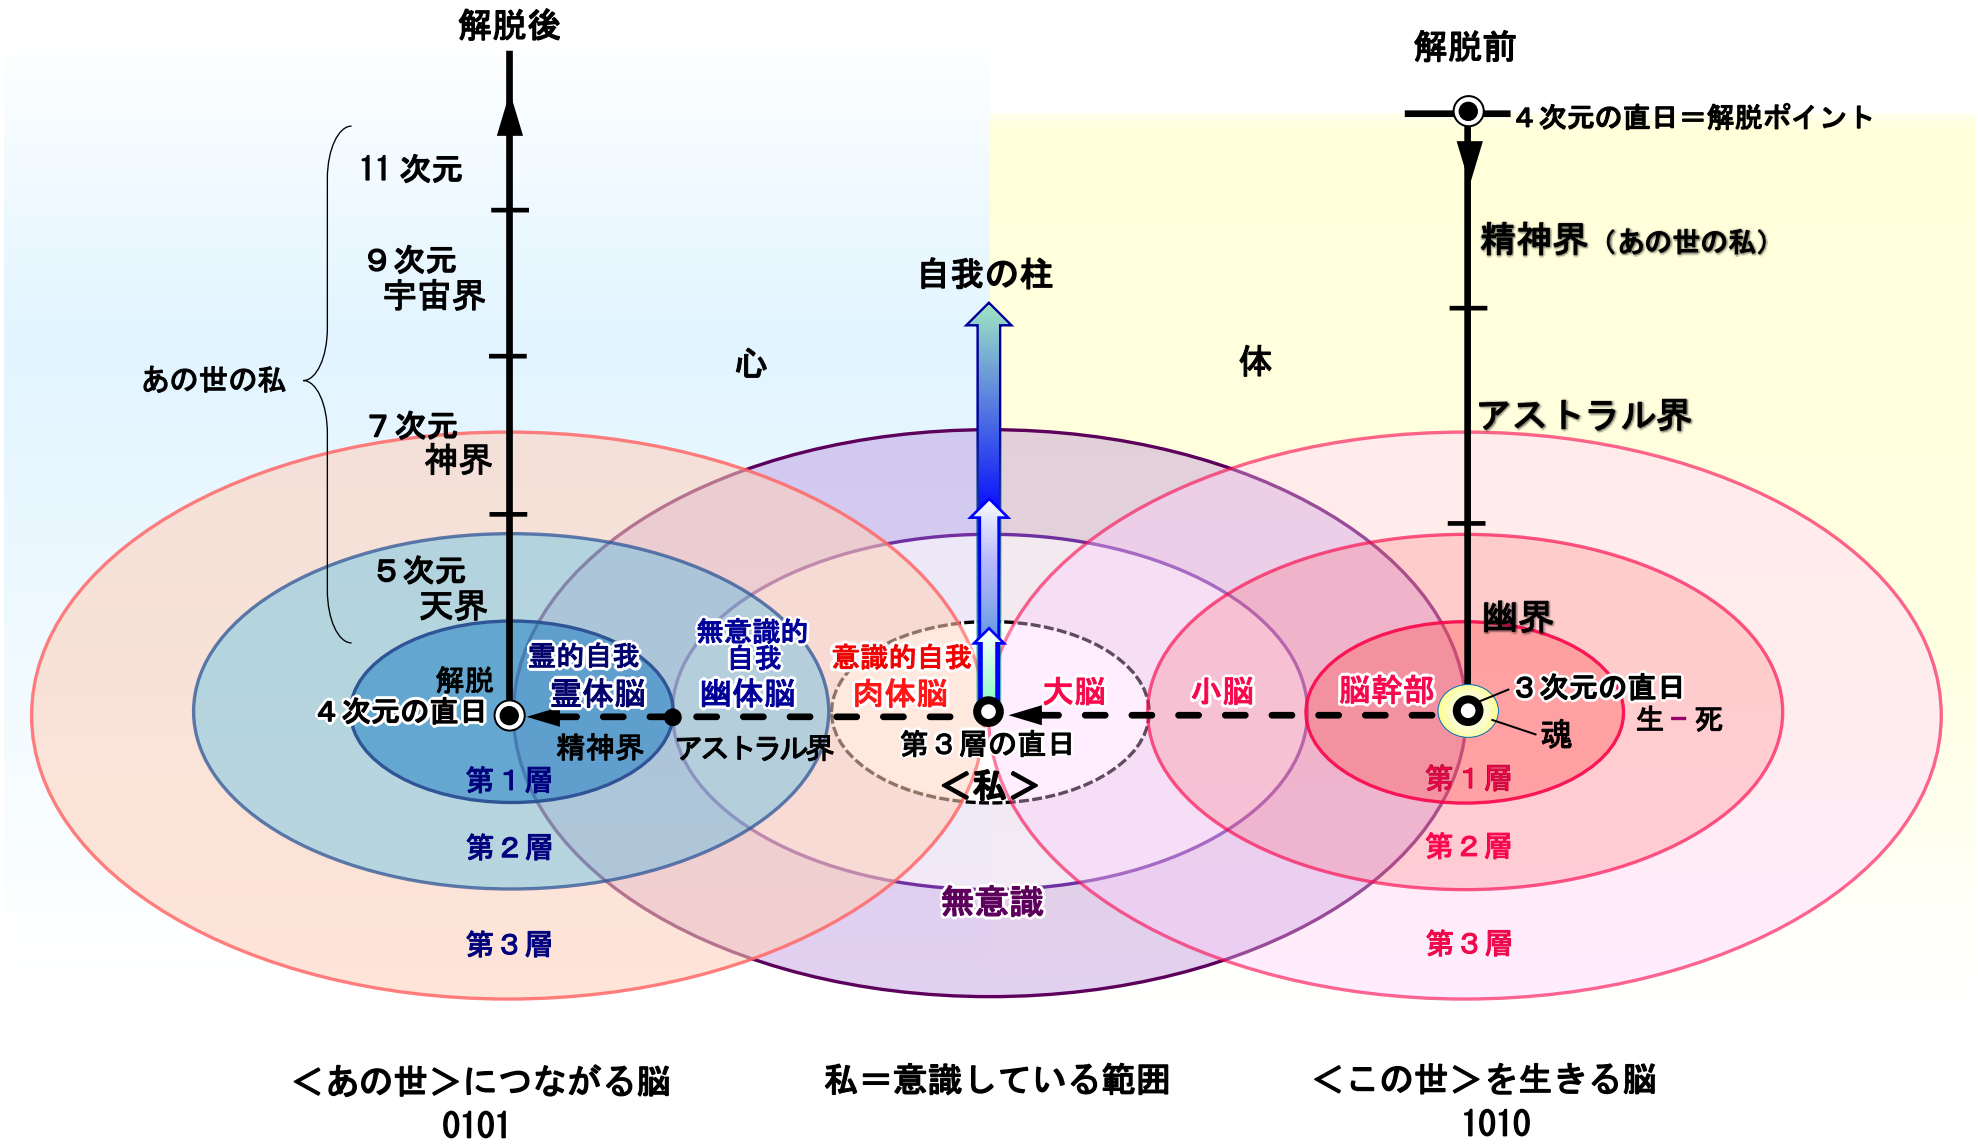 解脱後
解脱前
4次元の直日＝解脱ポイント
11次元
精神界（あの世の私）
9次元
宇宙界
自我の柱
心
体
あの世の私
アストラル界
7次元
神界
5次元
天界
幽界
無意識的
自我
霊的自我
意識的自我
解脱
霊体脳
幽体脳
肉体脳
大脳
小脳
脳幹部
3次元の直日
4次元の直日
生－死
魂
精神界
アストラル界
第3層の直日
＜私＞
第1層
第1層
第2層
第2層
無意識
第3層
第3層
＜あの世＞につながる脳
0101
私＝意識している範囲
＜この世＞を生きる脳
1010